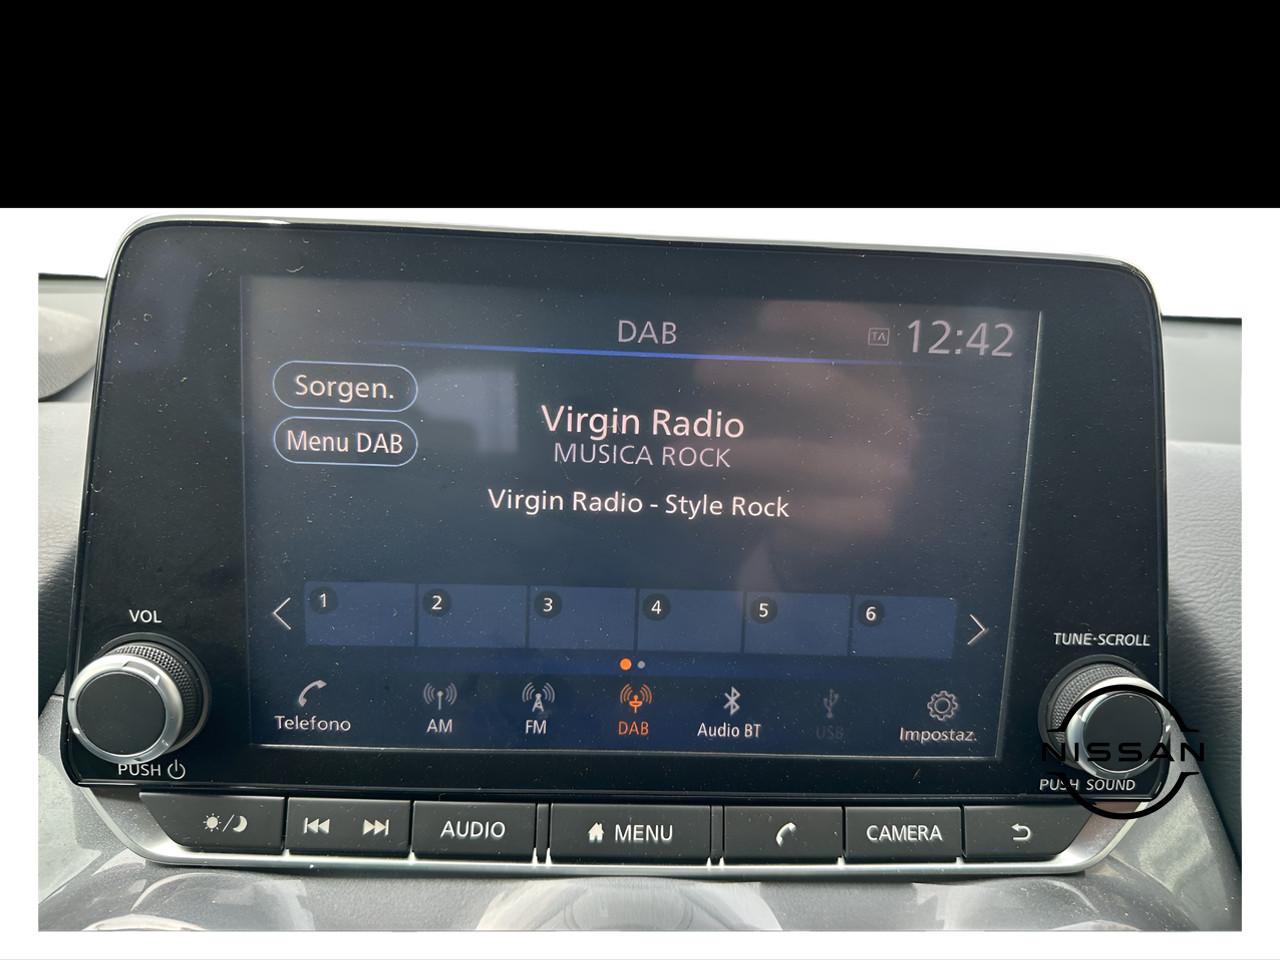 DAB
TA 12:42
Sorgen.
Menu DAB
Virgin Radio
MUSICA ROCK
Virgin Radio - Style Rock
1 2 3 4 5 6
Telefono AM FM DAB Audio BT USB Impostaz.
VOL
PUSH
TUNE·SCROLL
NISSAN
PUSH SOUND
AUDIO MENU CAMERA